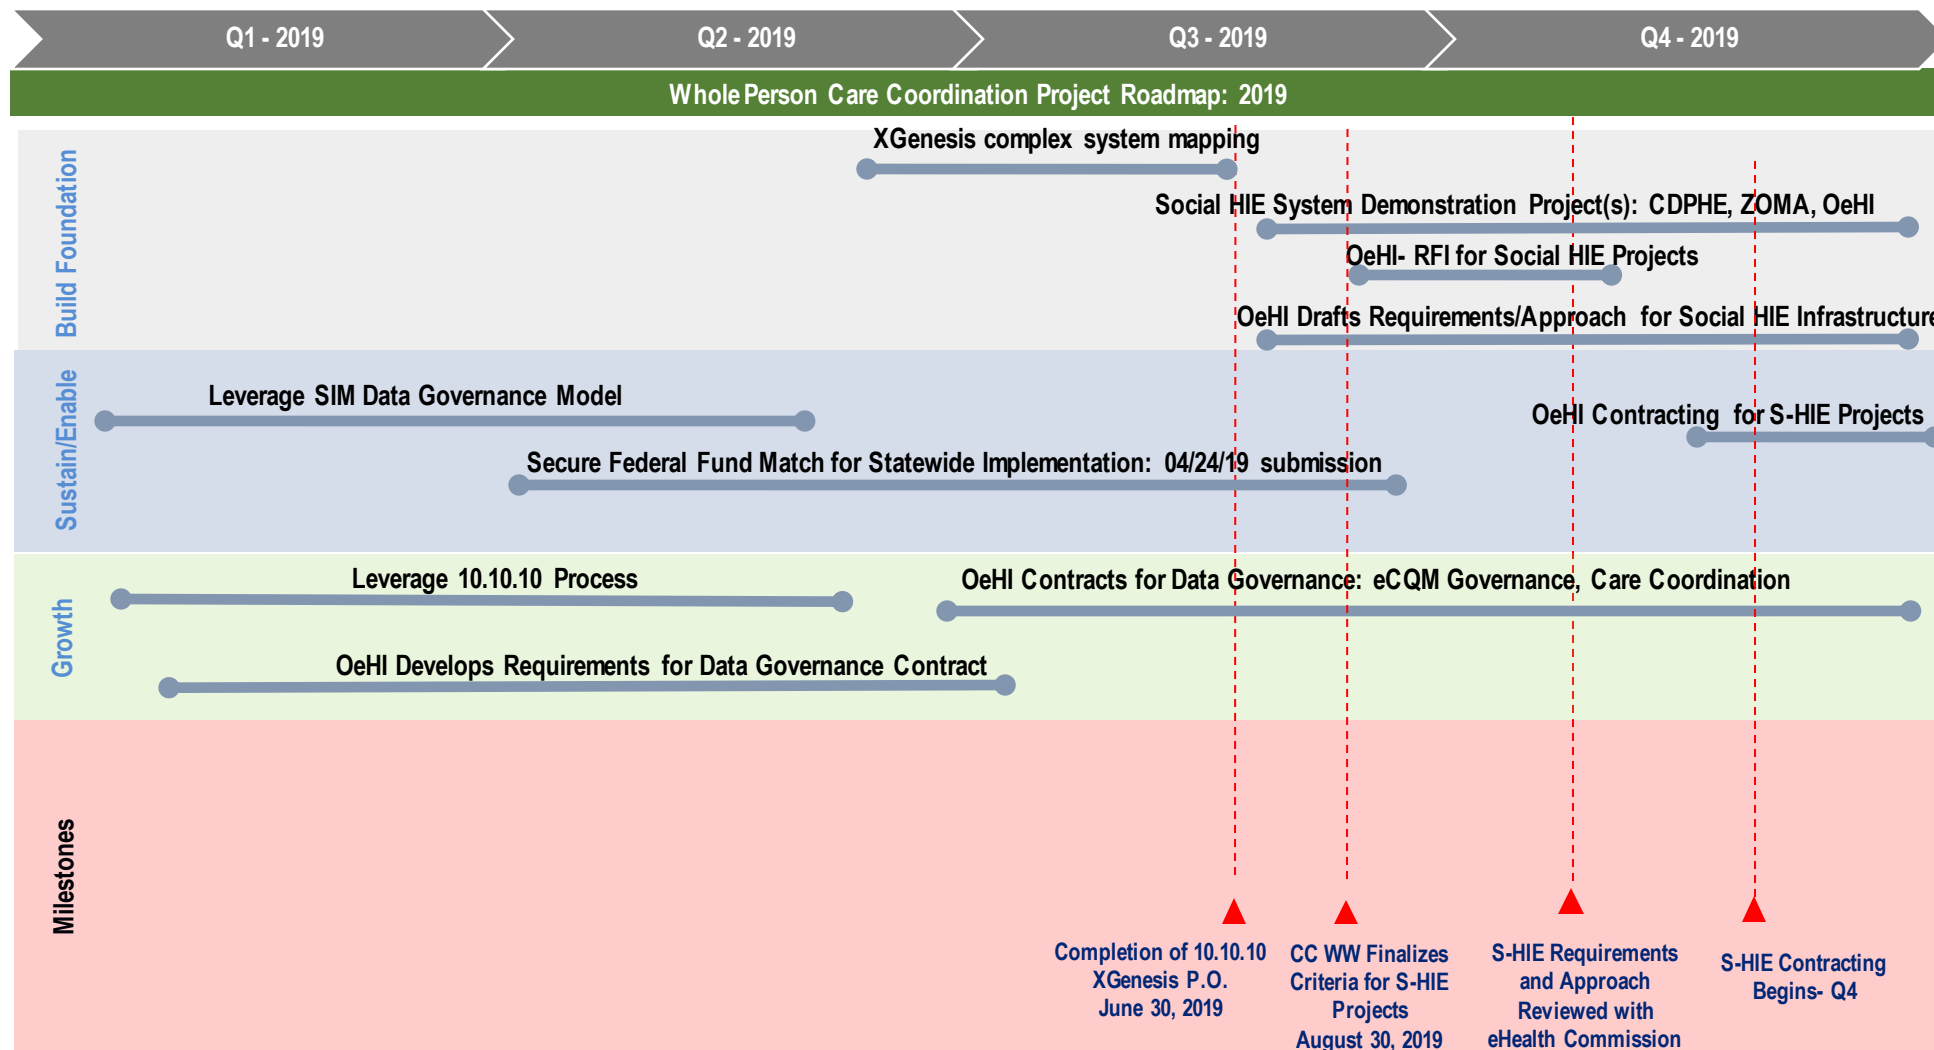 Q1 - 2019
Q2 - 2019
Q3 - 2019
Q4 - 2019
Whole Person Care Coordination Project Roadmap: 2019
Build Foundation
XGenesis complex system mapping
Social HIE System Demonstration Project(s): CDPHE, ZOMA, OeHI
OeHI- RFI for Social HIE Projects
OeHI Drafts Requirements/Approach for Social HIE Infrastructure
Sustain/Enable
Leverage SIM Data Governance Model
OeHI Contracting for S-HIE Projects
Secure Federal Fund Match for Statewide Implementation: 04/24/19 submission
Growth
Leverage 10.10.10 Process
OeHI Contracts for Data Governance: eCQM Governance, Care Coordination
OeHI Develops Requirements for Data Governance Contract
Milestones
Completion of 10.10.10
XGenesis P.O.
June 30, 2019
CC WW Finalizes
Criteria for S-HIE
Projects
August 30, 2019
S-HIE Requirements
and Approach
Reviewed with
eHealth Commission
S-HIE Contracting
Begins- Q4